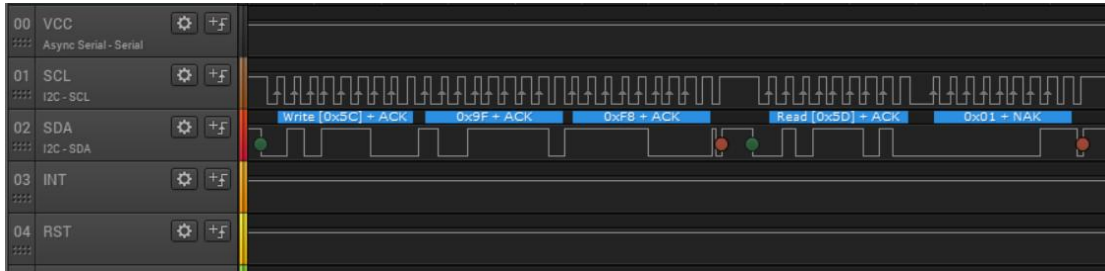 00 VCC
Async Serial - Serial
01 SCL
I2C - SCL
Write [0x5C] + ACK 0x9F + ACK 0xF8 + ACK Read [0x5D] + ACK 0x01 + NAK
02 SDA
I2C - SDA
03 INT
04 RST